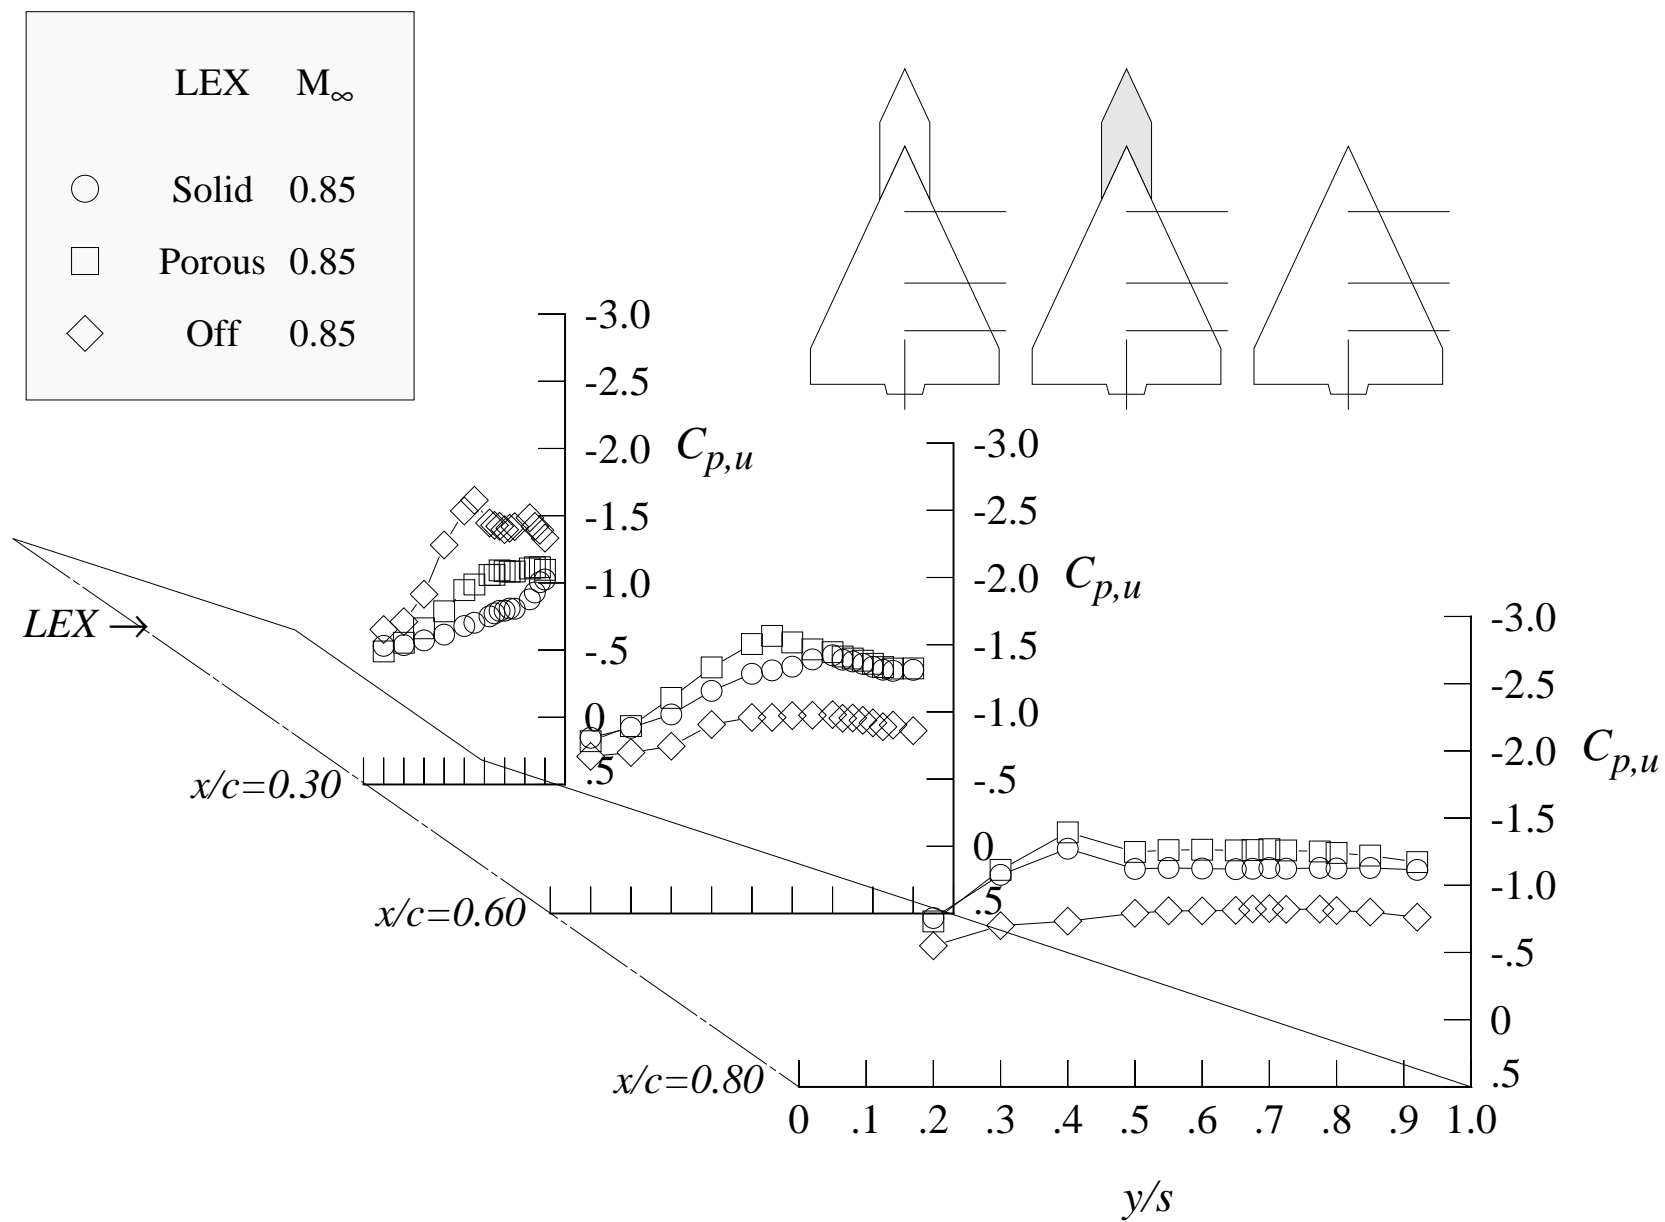 LEX M∞
Solid 0.85
Porous 0.85
Off 0.85
-3.0
-2.5
-2.0
-1.5
-1.0
-.5
0
.5
Cp,u
x/c=0.30
LEX →
-3.0
-2.5
-2.0
-1.5
-1.0
-.5
0
.5
Cp,u
x/c=0.60
-3.0
-2.5
-2.0
-1.5
-1.0
-.5
0
.5
Cp,u
x/c=0.80
0 .1 .2 .3 .4 .5 .6 .7 .8 .9 1.0
y/s